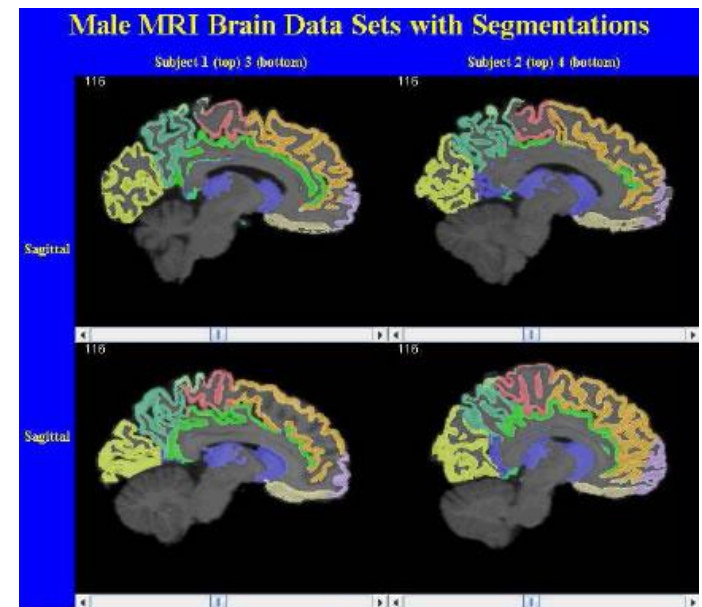 Male MRI Brain Data Sets with Segmentations
Subject 1 (top) 3 (bottom)
Subject 2 (top) 4 (bottom)
116
116
Sagittal
116
116
Sagittal